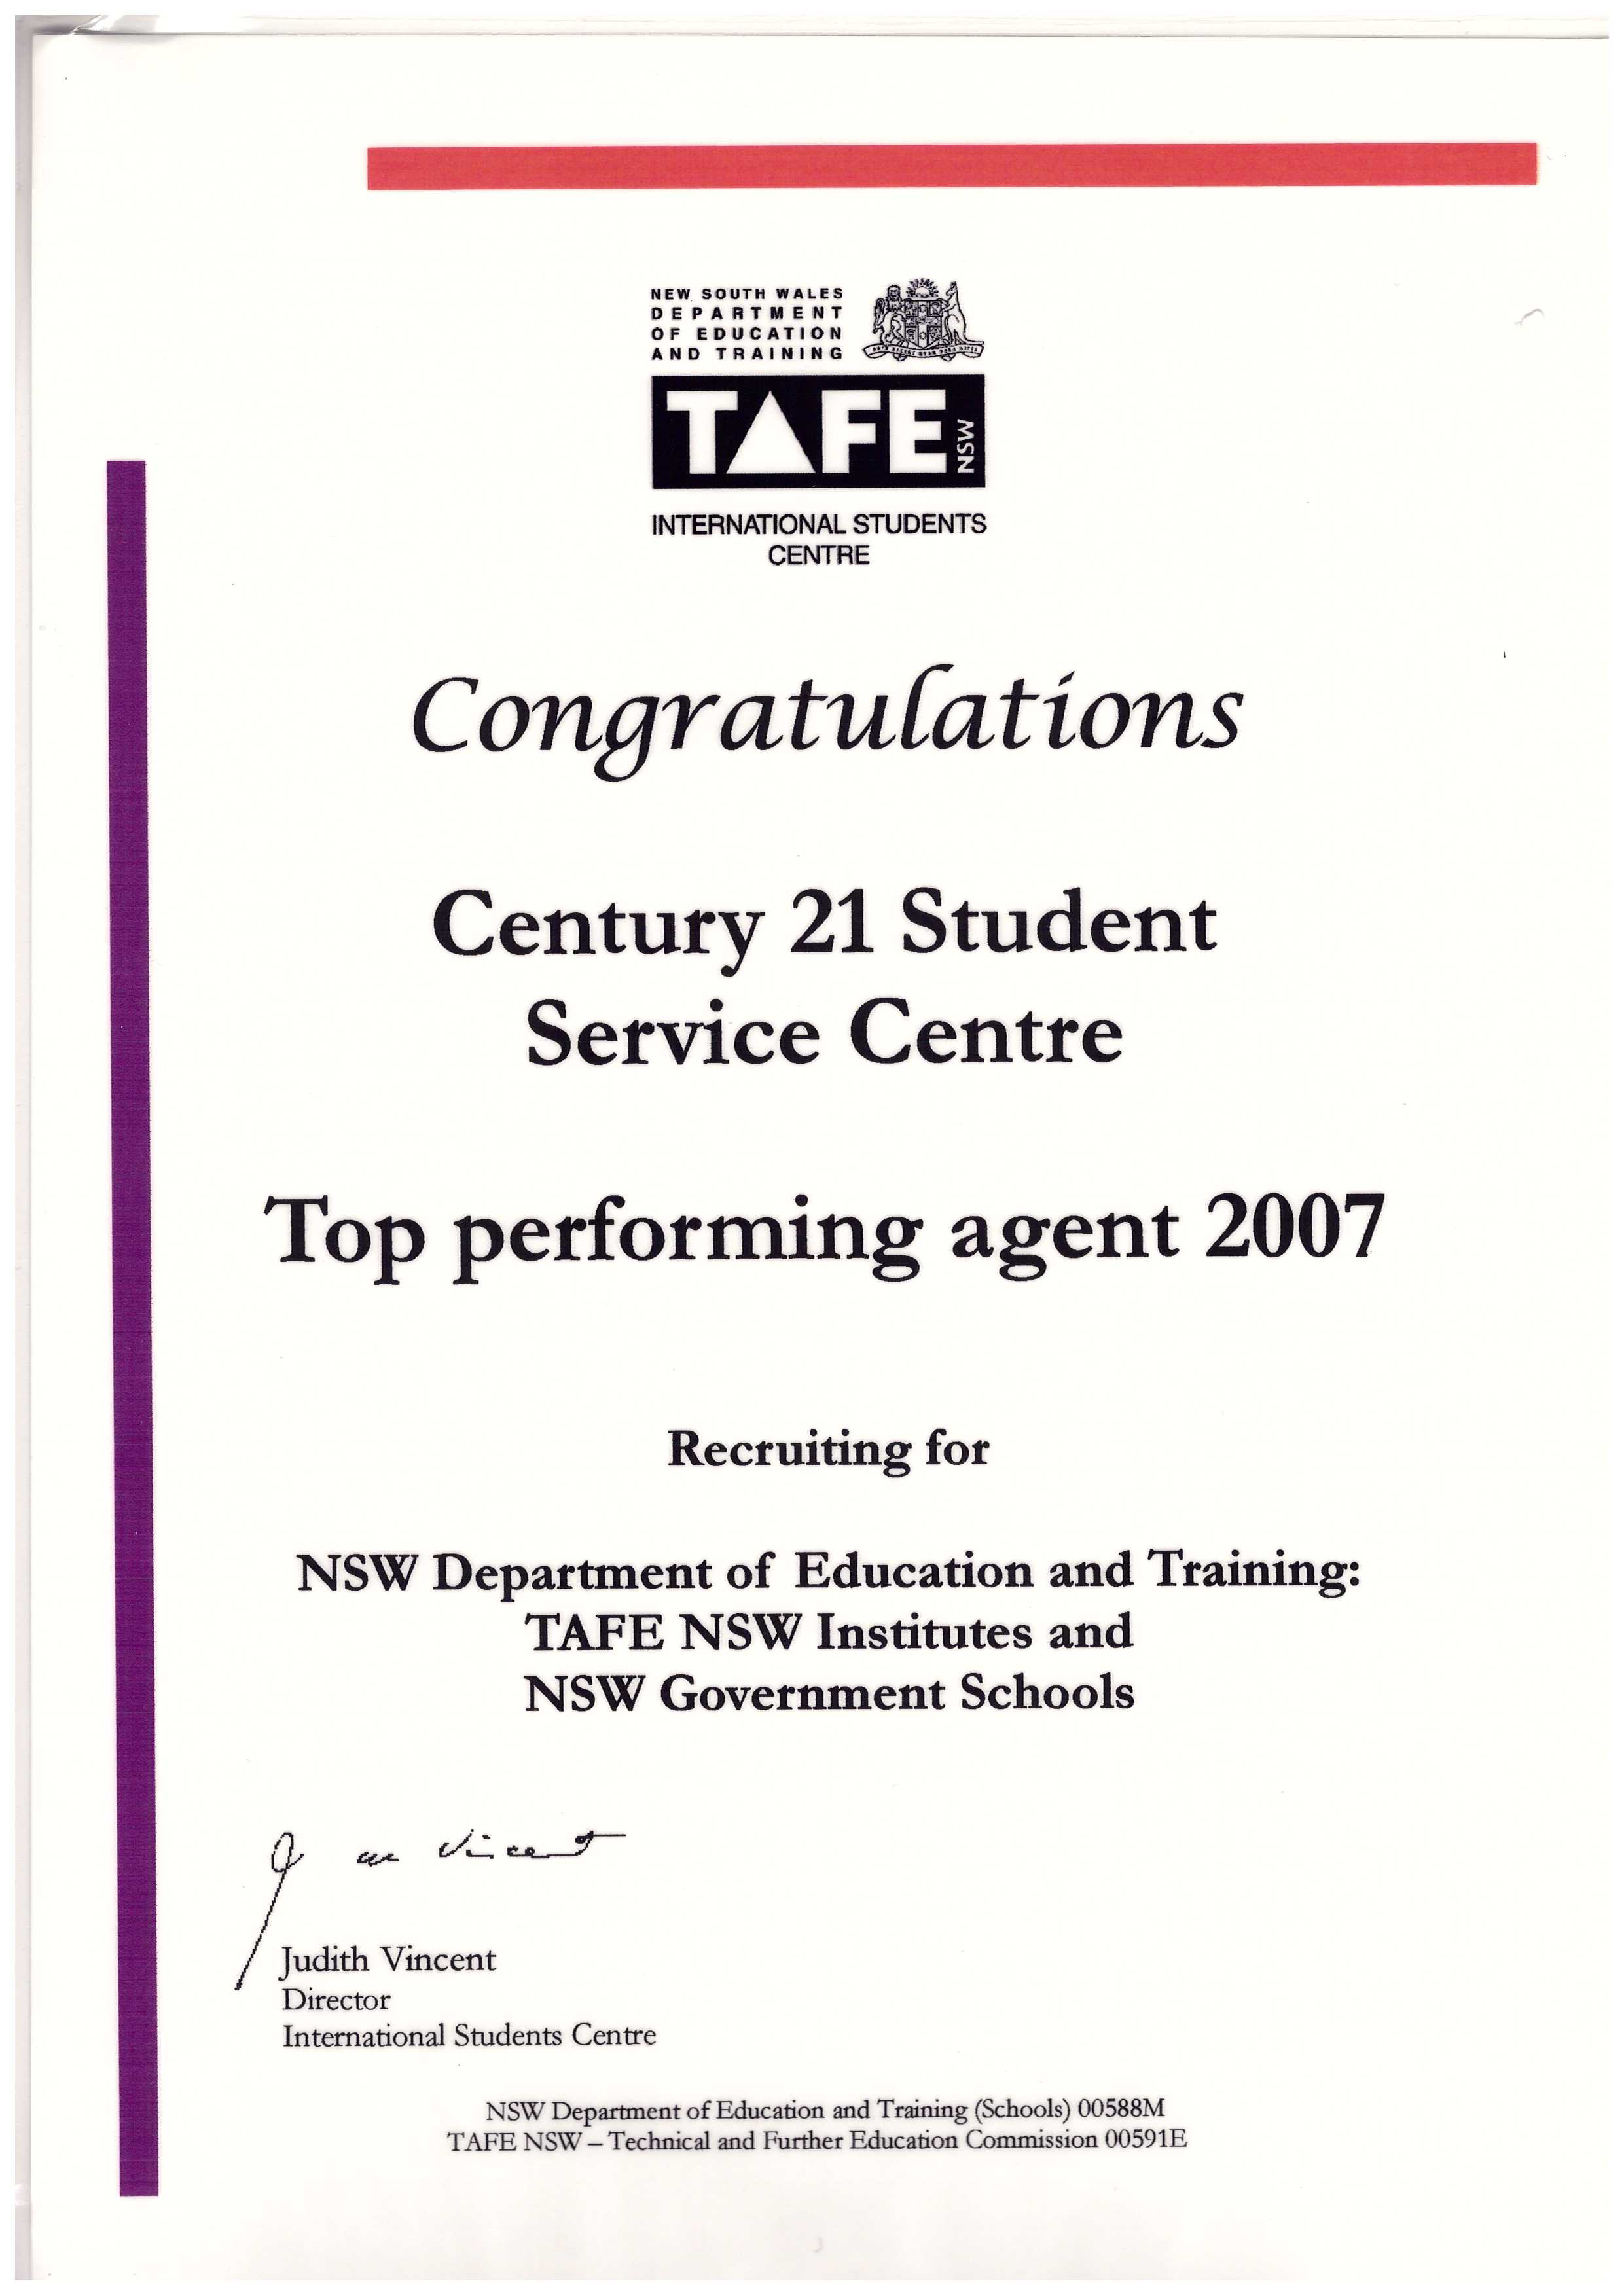 NEW SOUTH WALES
DEPARTMENT
OF EDUCATION
AND TRAINING
TAFE NSW
INTERNATIONAL STUDENTS
CENTRE
Congratulations
Century 21 Student
Service Centre
Top performing agent 2007
Recruiting for
NSW Department of Education and Training:
TAFE NSW Institutes and
NSW Government Schools
Judith Vincent
Director
International Students Centre
NSW Department of Education and Training (Schools) 00588M
TAFE NSW – Technical and Further Education Commission 00591E